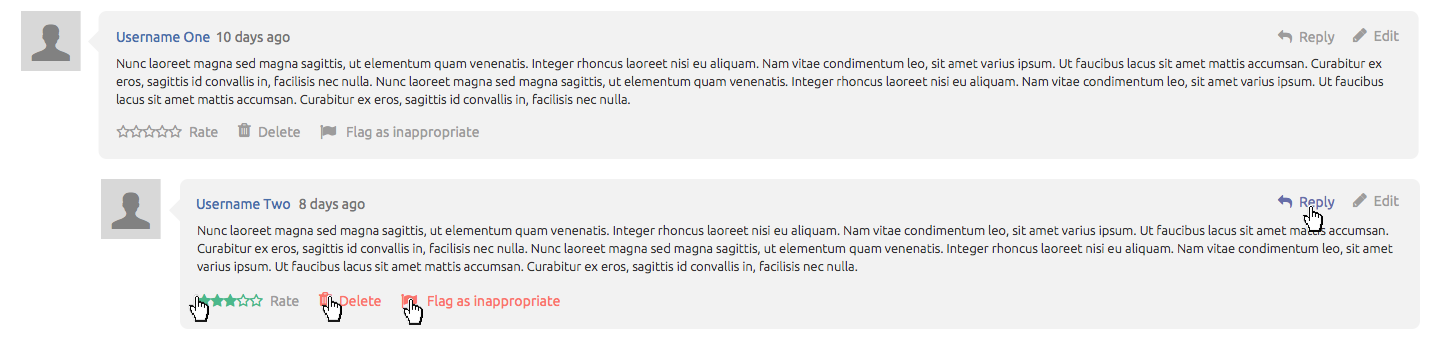 Username One 10 days ago
Reply Edit
Nunc laoreet magna sed magna sagittis, ut elementum quam venenatis. Integer rhoncus laoreet nisi eu aliquam. Nam vitae condimentum leo, sit amet varius ipsum. Ut faucibus lacus sit amet mattis accumsan. Curabitur ex
eros, sagittis id convallis in, facilisis nec nulla. Nunc laoreet magna sed magna sagittis, ut elementum quam venenatis. Integer rhoncus laoreet nisi eu aliquam. Nam vitae condimentum leo, sit amet varius ipsum. Ut faucibus
lacus sit amet mattis accumsan. Curabitur ex eros, sagittis id convallis in, facilisis nec nulla.
Rate Delete Flag as inappropriate
Username Two 8 days ago
Reply Edit
Nunc laoreet magna sed magna sagittis, ut elementum quam venenatis. Integer rhoncus laoreet nisi eu aliquam. Nam vitae condimentum leo, sit amet varius ipsum. Ut faucibus lacus sit amet mattis accumsan.
Curabitur ex eros, sagittis id convallis in, facilisis nec nulla. Nunc laoreet magna sed magna sagittis, ut elementum quam venenatis. Integer rhoncus laoreet nisi eu aliquam. Nam vitae condimentum leo, sit amet
varius ipsum. Ut faucibus lacus sit amet mattis accumsan. Curabitur ex eros, sagittis id convallis in, facilisis nec nulla.
Rate Delete Flag as inappropriate